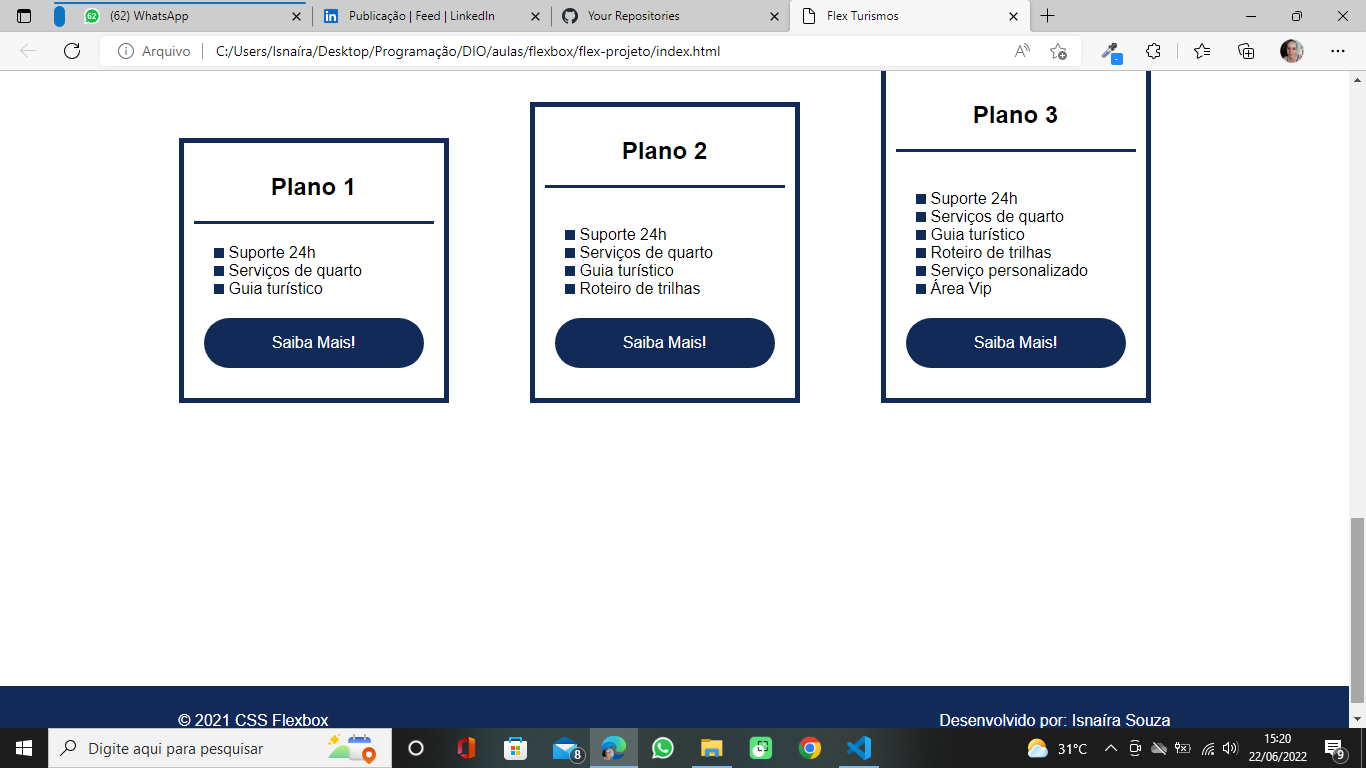 62
(62) WhatsApp
Publicação | Feed | LinkedIn
Your Repositories
Flex Turismos
Arquivo
C:/Users/Isnaíra/Desktop/Programação/DIO/aulas/flexbox/flex-projeto/index.html
Plano 1
Suporte 24h
Serviços de quarto
Guia turístico
Saiba Mais!
Plano 2
Suporte 24h
Serviços de quarto
Guia turístico
Roteiro de trilhas
Saiba Mais!
Plano 3
Suporte 24h
Serviços de quarto
Guia turístico
Roteiro de trilhas
Serviço personalizado
Área Vip
Saiba Mais!
© 2021 CSS Flexbox
Desenvolvido por: Isnaíra Souza
Digite aqui para pesquisar
8
31°C
15:20
22/06/2022
9